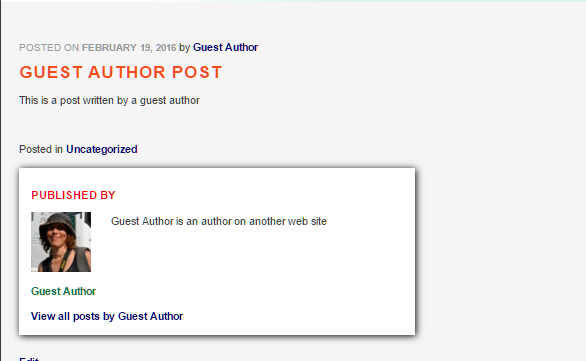 POSTED ON FEBRUARY 19, 2016 by Guest Author
GUEST AUTHOR POST
This is a post written by a guest author
Posted in Uncategorized
PUBLISHED BY
Guest Author is an author on another web site
Guest Author
View all posts by Guest Author
Edit